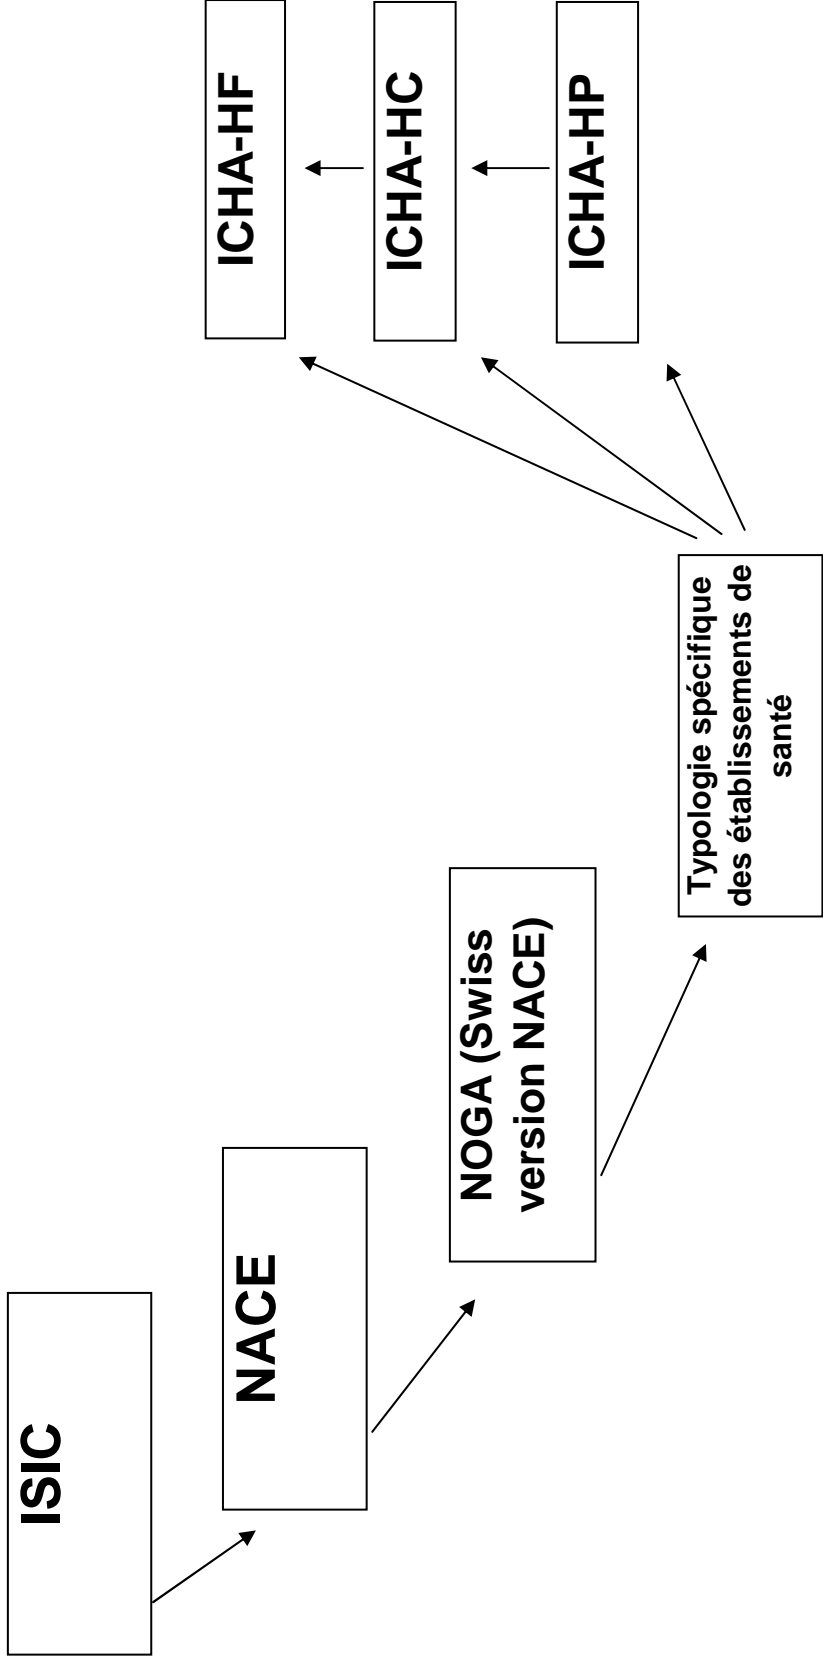 ISIC
NACE
NOGA (Swiss
version NACE)
Typologie spécifique
des établissements de
santé
ICHA-HF
ICHA-HC
ICHA-HP